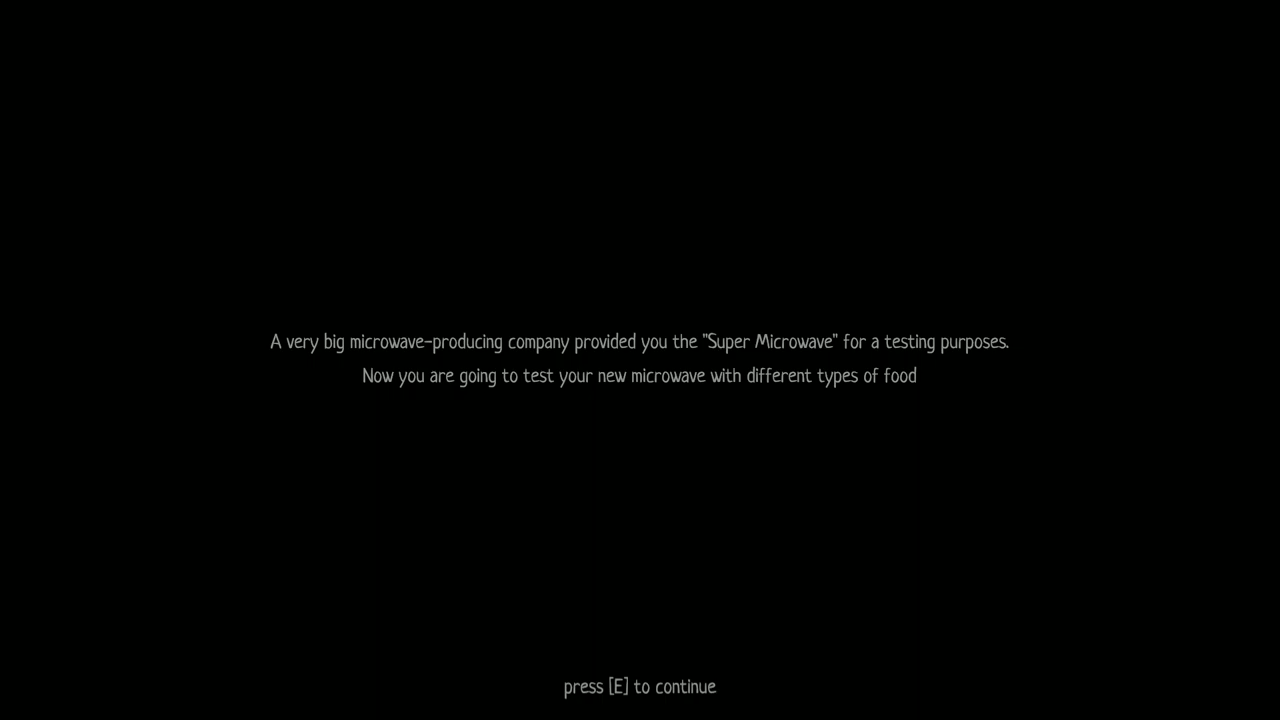 A very big microwave-producing company provided you the "Super Microwave" for a testing purposes.
Now you are going to test your new microwave with different types of food
press [E] to continue